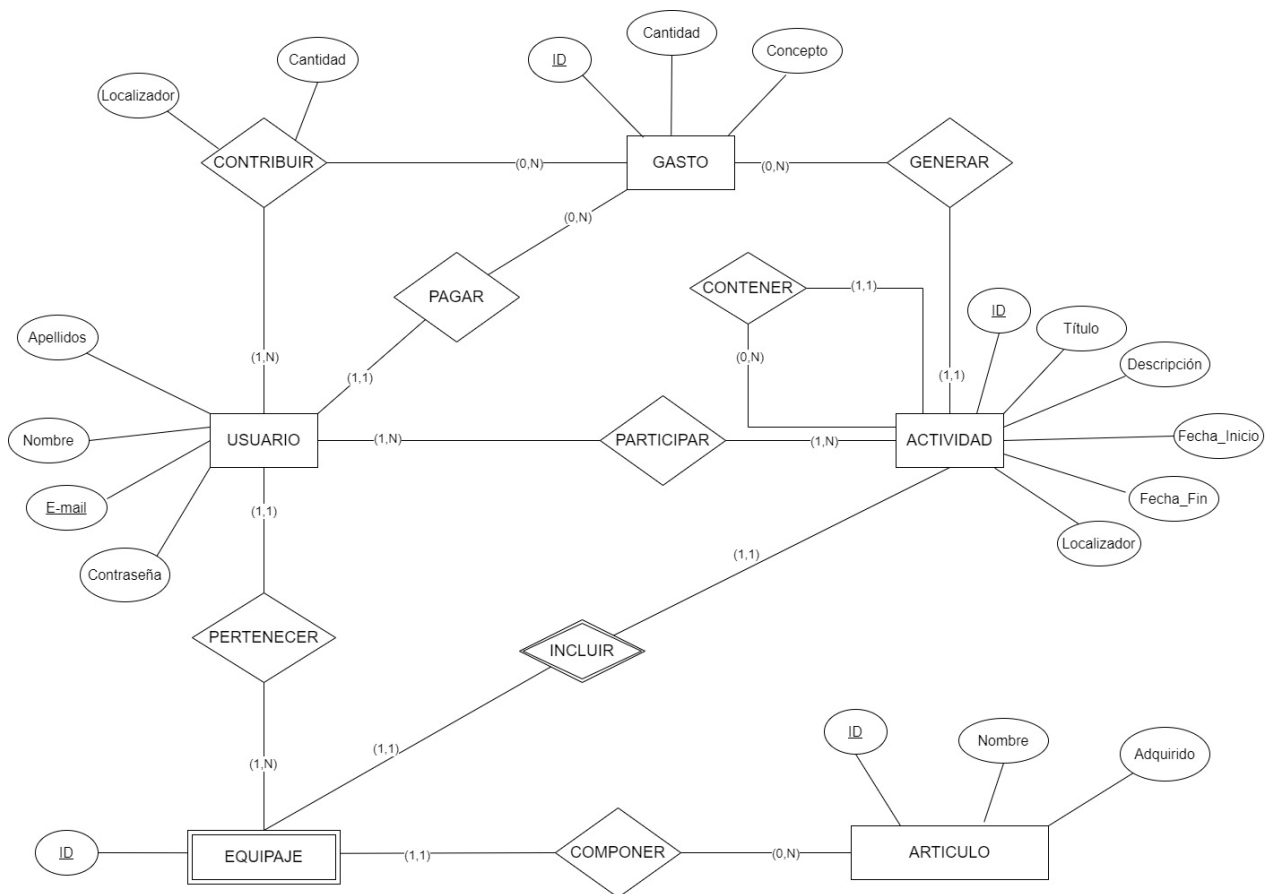 Cantidad
ID
Cantidad
Concepto
Localizador
CONTRIBUIR
(0,N)
GASTO
(0,N)
GENERAR
(0,N)
CONTENER
(1,1)
PAGAR
ID
Título
Apellidos
(1,N)
(0,N)
Descripción
(1,1)
(1,1)
Nombre
USUARIO
(1,N)
PARTICIPAR
(1,N)
ACTIVIDAD
Fecha_Inicio
E-mail
(1,1)
Fecha_Fin
Localizador
(1,1)
Contraseña
PERTENECER
INCLUIR
ID
Nombre
Adquirido
(1,1)
(1,N)
ID
EQUIPAJE
(1,1)
COMPONER
(0,N)
ARTICULO